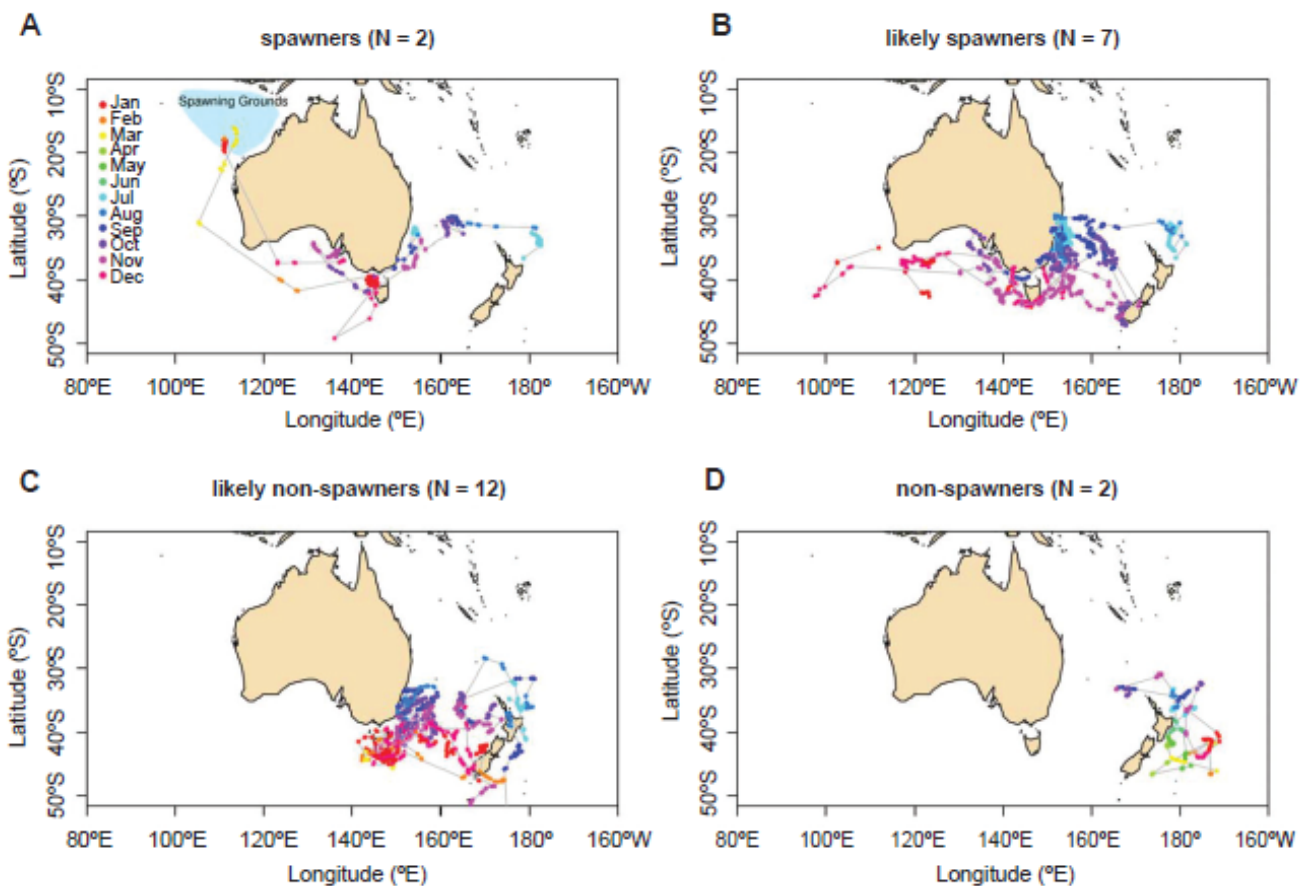 A
spawners (N = 2)
B
likely spawners (N = 7)
Latitude (ºS)
10ºS
20ºS
30ºS
40ºS
50ºS
Spawning Grounds
Jan
Feb
Mar
Apr
May
Jun
Jul
Aug
Sep
Oct
Nov
Dec
80ºE 100ºE 120ºE 140ºE 160ºE 180º 160ºW
Longitude (ºE)
Latitude (ºS)
10ºS
20ºS
30ºS
40ºS
50ºS
80ºE 100ºE 120ºE 140ºE 160ºE 180º 160ºW
Longitude (ºE)
C
likely non-spawners (N = 12)
D
non-spawners (N = 2)
Latitude (ºS)
10ºS
20ºS
30ºS
40ºS
50ºS
80ºE 100ºE 120ºE 140ºE 160ºE 180º 160ºW
Longitude (ºE)
Latitude (ºS)
10ºS
20ºS
30ºS
40ºS
50ºS
80ºE 100ºE 120ºE 140ºE 160ºE 180º 160ºW
Longitude (ºE)